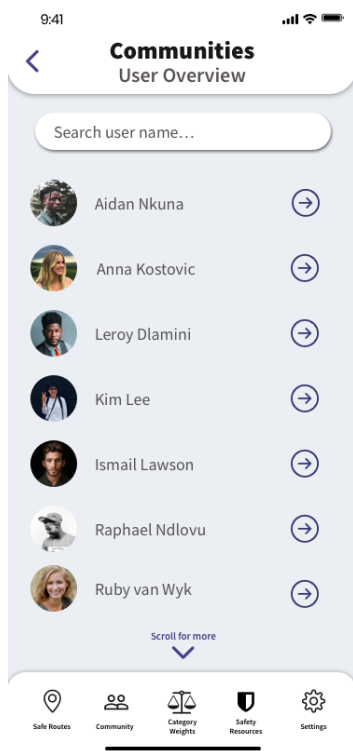 9:41
Communities
User Overview
Search user name…
Aidan Nkuna
Anna Kostovic
Leroy Dlamini
Kim Lee
Ismail Lawson
Raphael Ndlovu
Ruby van Wyk
Scroll for more
Safe Routes
Community
Category
Weights
Safety
Resources
Settings